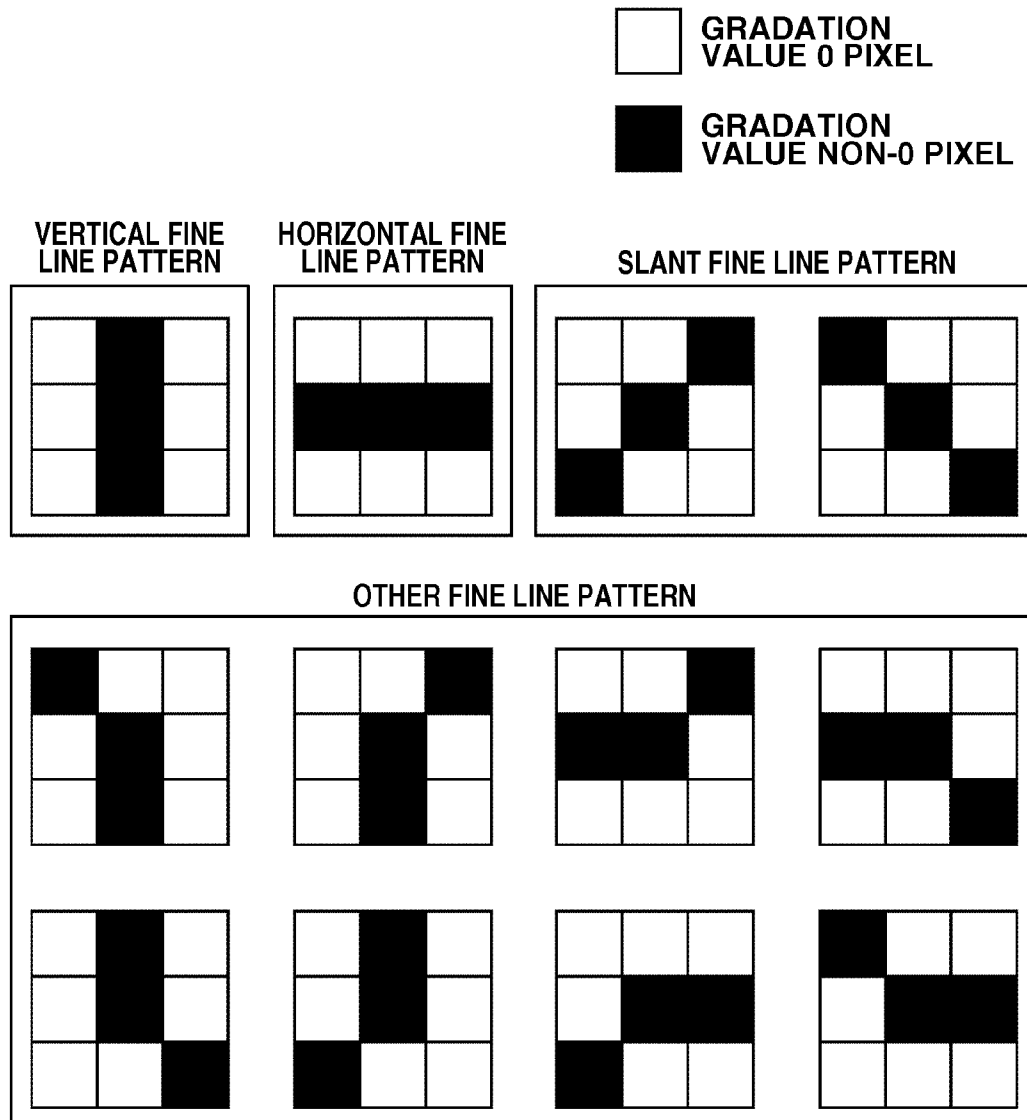 GRADATION
VALUE 0 PIXEL
GRADATION
VALUE NON-0 PIXEL
VERTICAL FINE
LINE PATTERN
HORIZONTAL FINE
LINE PATTERN
SLANT FINE LINE PATTERN
OTHER FINE LINE PATTERN